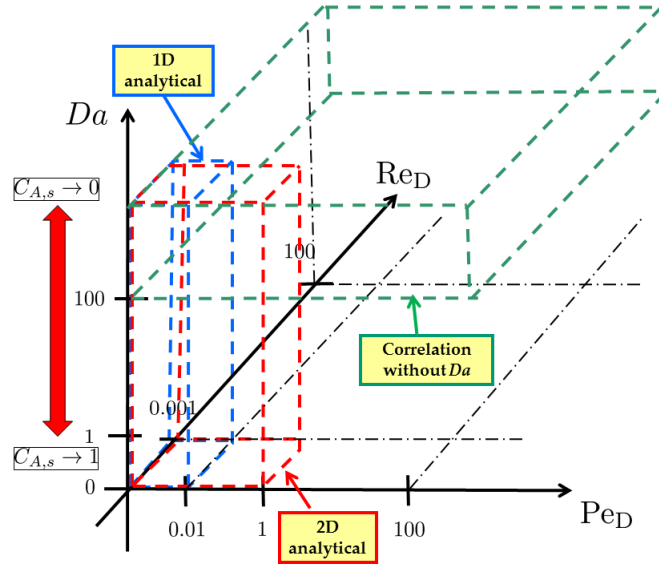 1D
analytical
Da
C_{A,s} → 0
Re_D
100
100
Correlation
without Da
0.001
1
C_{A,s} → 1
0
0.01
1
100
Pe_D
2D
analytical